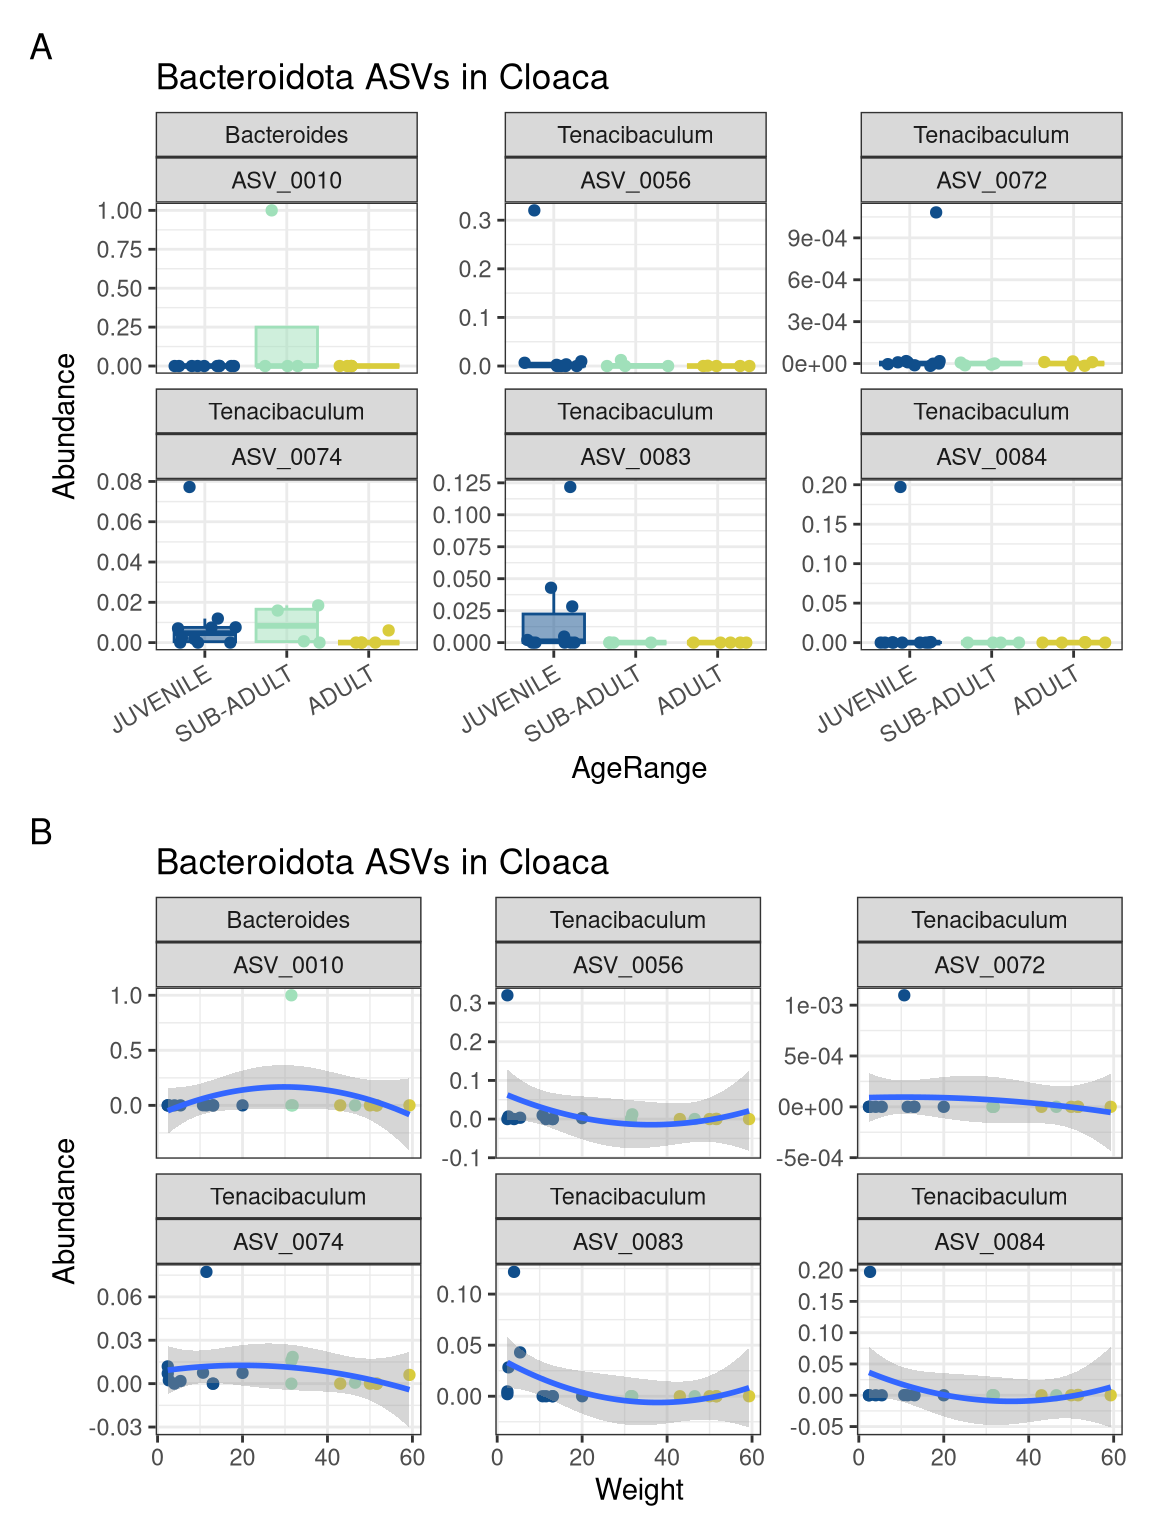 A
Bacteroidota ASVs in Cloaca
Bacteroides
Tenacibaculum
Tenacibaculum
ASV_0010
ASV_0056
ASV_0072
1.00
0.75
0.50
0.25
0.00
0.3
0.2
0.1
0.0
9e-04
6e-04
3e-04
0e+00
Abundance
Tenacibaculum
Tenacibaculum
Tenacibaculum
ASV_0074
ASV_0083
ASV_0084
0.08
0.06
0.04
0.02
0.00
0.125
0.100
0.075
0.050
0.025
0.000
0.20
0.15
0.10
0.05
0.00
JUVENILE
SUB-ADULT
ADULT
JUVENILE
SUB-ADULT
ADULT
JUVENILE
SUB-ADULT
ADULT
AgeRange
B
Bacteroidota ASVs in Cloaca
Bacteroides
Tenacibaculum
Tenacibaculum
ASV_0010
ASV_0056
ASV_0072
1.0
0.5
0.0
0.3
0.2
0.1
0.0
-0.1
1e-03
5e-04
0e+00
-5e-04
Abundance
Tenacibaculum
Tenacibaculum
Tenacibaculum
ASV_0074
ASV_0083
ASV_0084
0.06
0.03
0.00
-0.03
0.10
0.05
0.00
0.20
0.15
0.10
0.05
0.00
-0.05
0 20 40 60
0 20 40 60
0 20 40 60
Weight